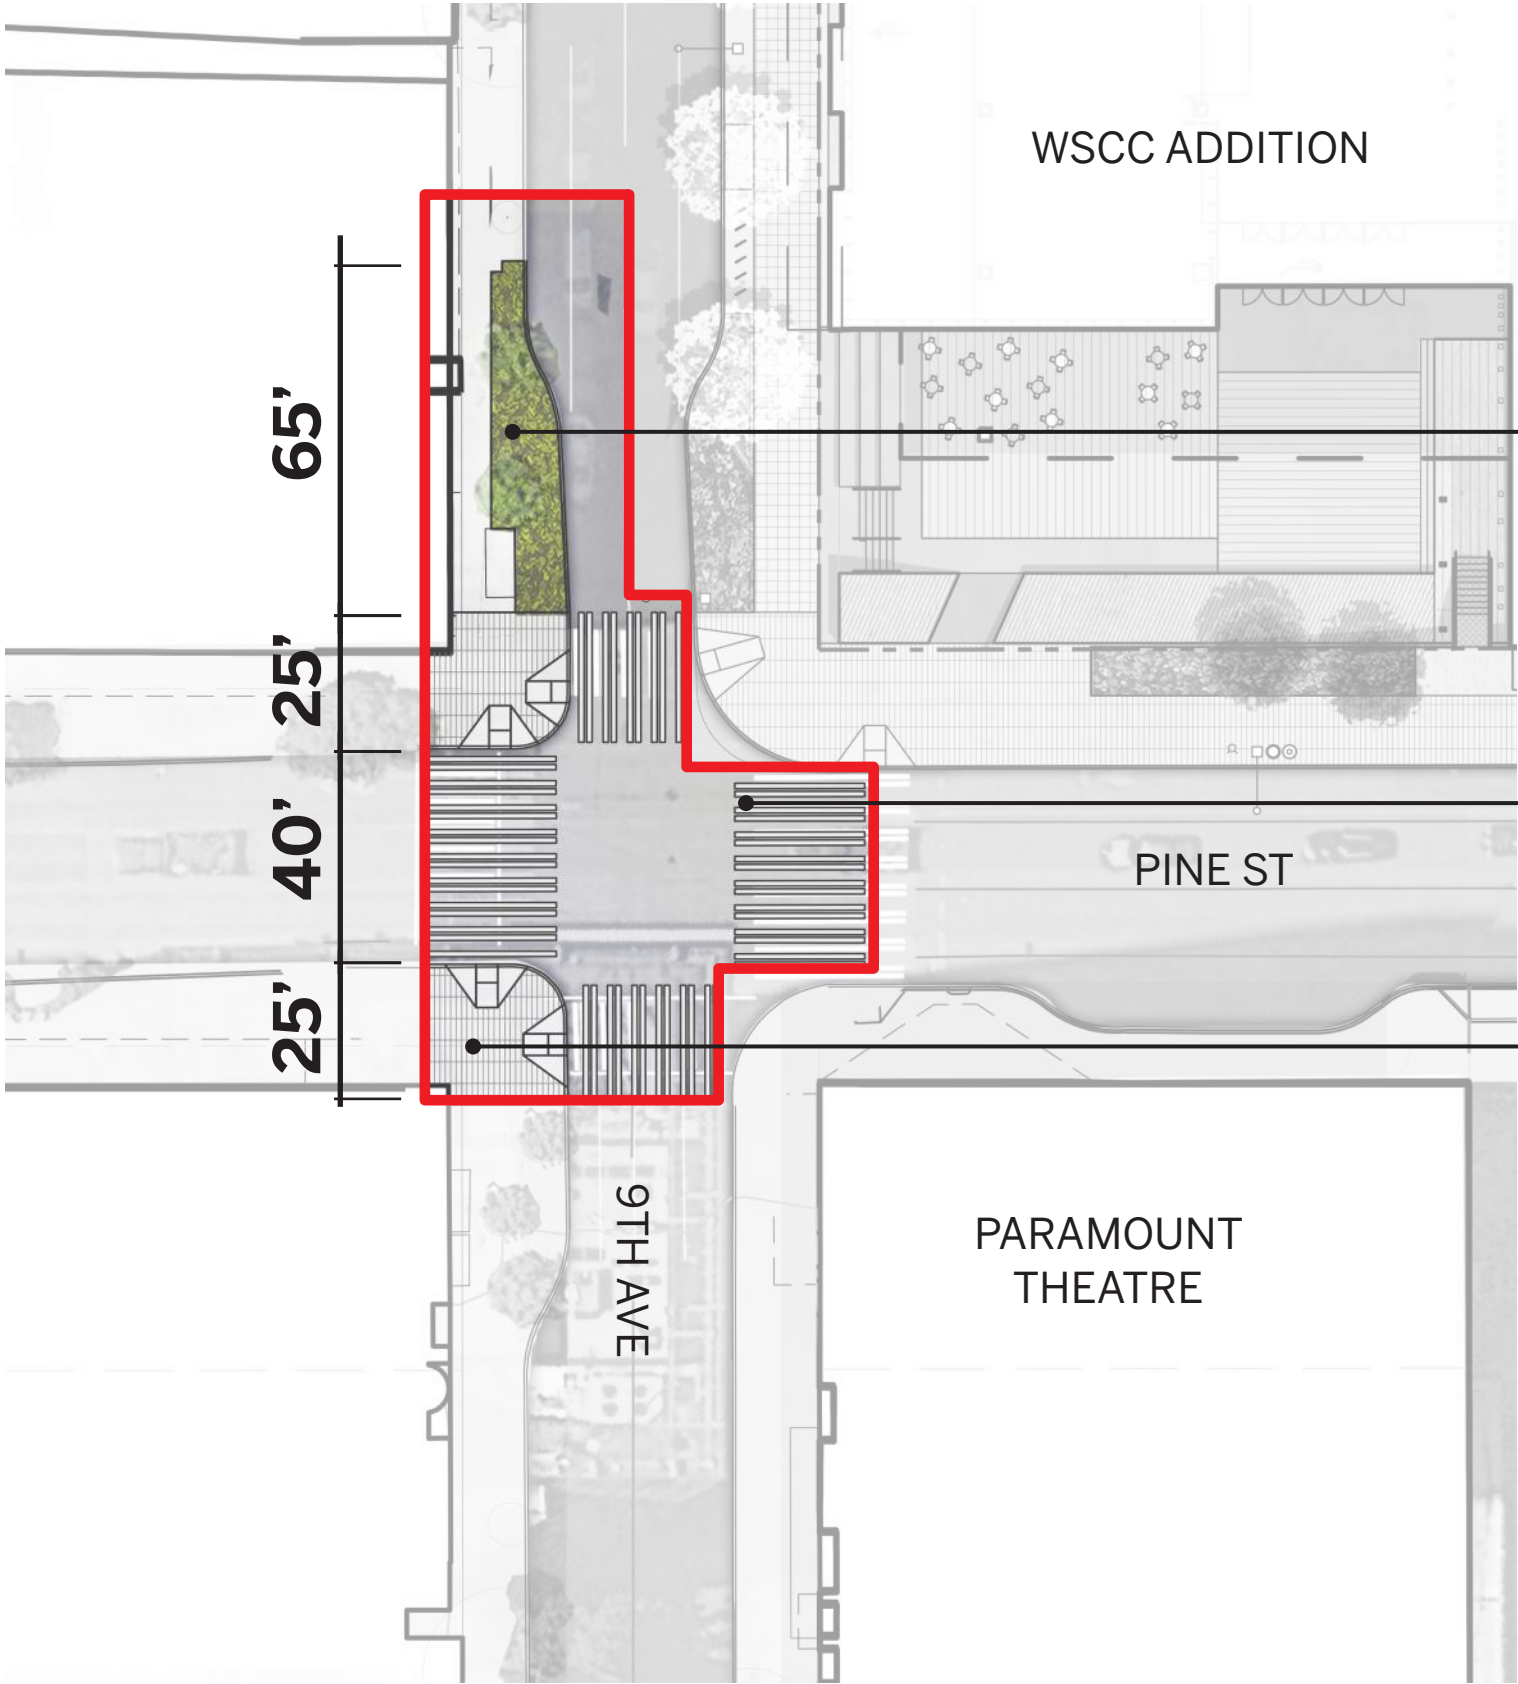 WSCC ADDITION
65’
25’
40’
PINE ST
25’
9TH AVE
PARAMOUNT
THEATRE